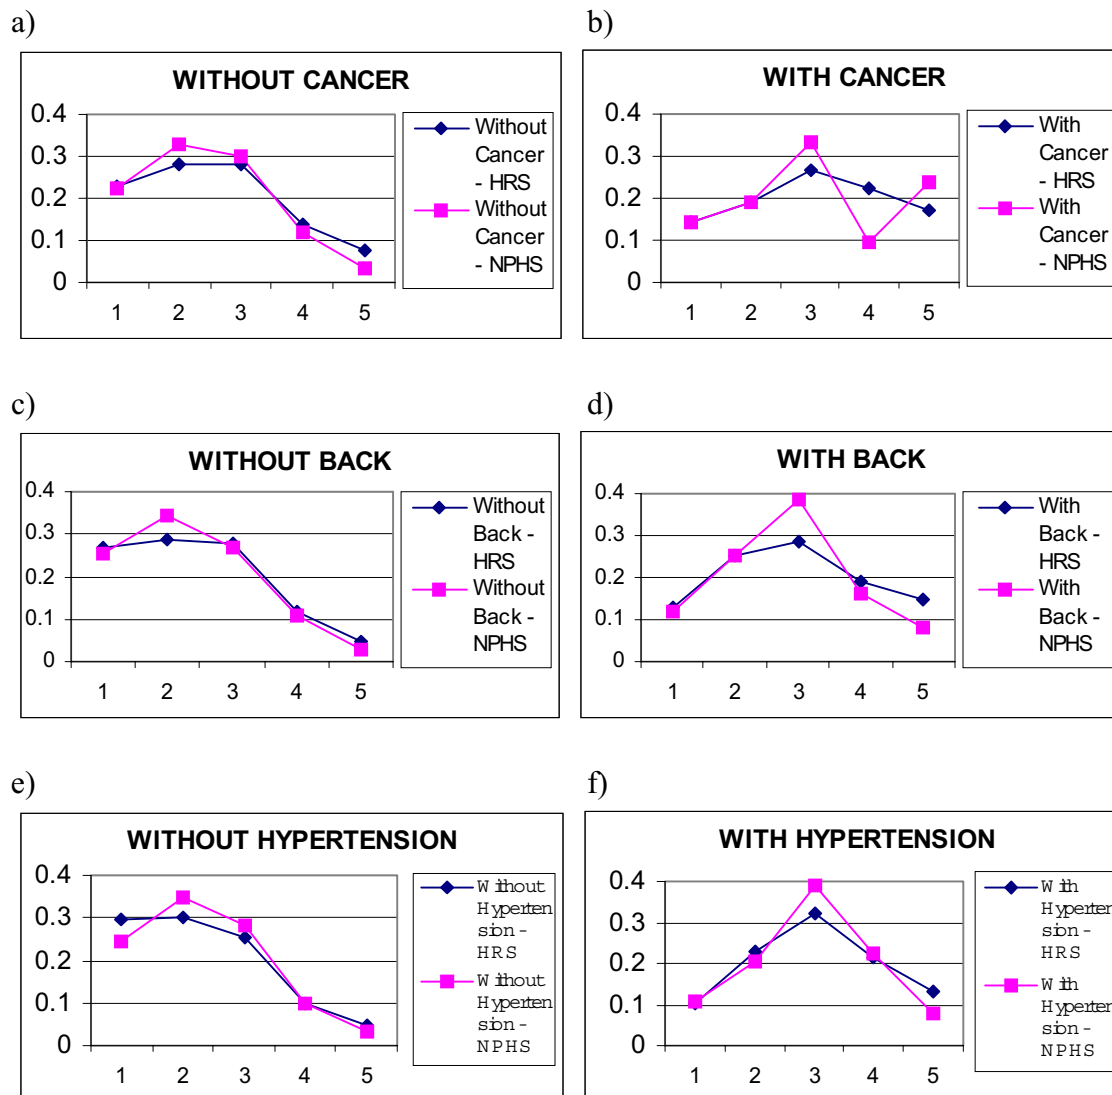 a)
WITHOUT CANCER
0.4
0.3
0.2
0.1
0
1 2 3 4 5
Without
Cancer
- HRS
Without
Cancer
- NPHS
b)
WITH CANCER
0.4
0.3
0.2
0.1
0
1 2 3 4 5
With
Cancer
- HRS
With
Cancer
- NPHS
c)
WITHOUT BACK
0.4
0.3
0.2
0.1
0
1 2 3 4 5
Without
Back -
HRS
Without
Back -
NPHS
d)
WITH BACK
0.4
0.3
0.2
0.1
0
1 2 3 4 5
With
Back -
HRS
With
Back -
NPHS
e)
WITHOUT HYPERTENSION
0.4
0.3
0.2
0.1
0
1 2 3 4 5
Without
Hyperten
sion -
HRS
Without
Hyperten
sion -
NPHS
f)
WITH HYPERTENSION
0.4
0.3
0.2
0.1
0
1 2 3 4 5
With
Hyperten
sion -
HRS
With
Hyperten
sion -
NPHS